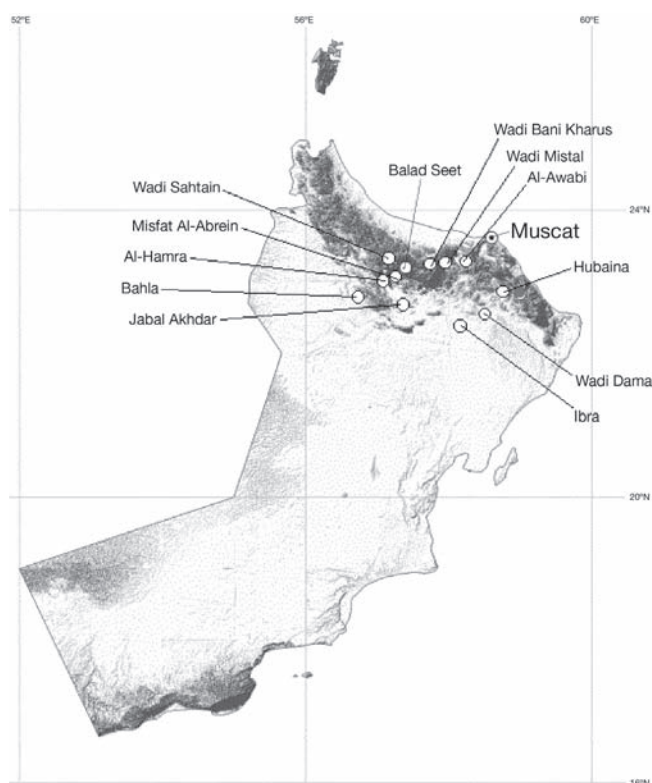 52°E
56°E
60°E
Wadi Bani Kharus
Wadi Mistal
Balad Seet
Al-Awabi
Wadi Sahtain
24°N
Misfat Al-Abrein
Muscat
Al-Hamra
Hubaina
Bahla
Jabal Akhdar
Wadi Dama
Ibra
20°N
16°N